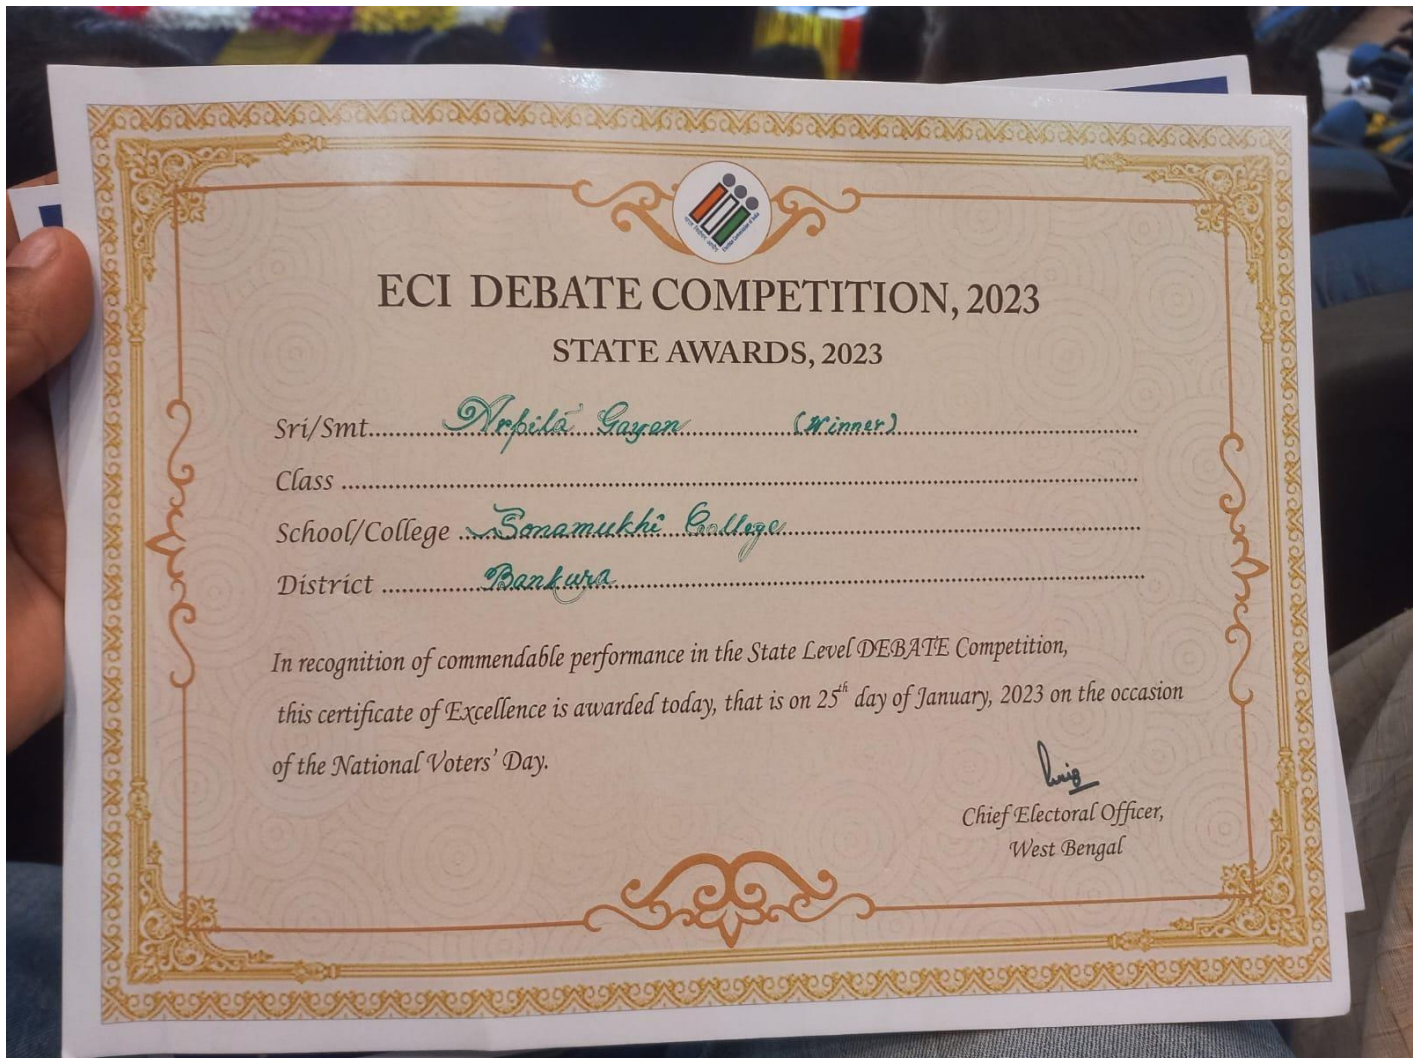 ECI DEBATE COMPETITION, 2023
STATE AWARDS, 2023
Sri/Smt.......... Arpita Gayen (Winner)..........
Class ..........
School/College .......... Sonamukhi College..........
District .......... Bankura..........
In recognition of commendable performance in the State Level DEBATE Competition,
this certificate of Excellence is awarded today, that is on 25th day of January, 2023 on the occasion
of the National Voters' Day.
Chief Electoral Officer,
West Bengal